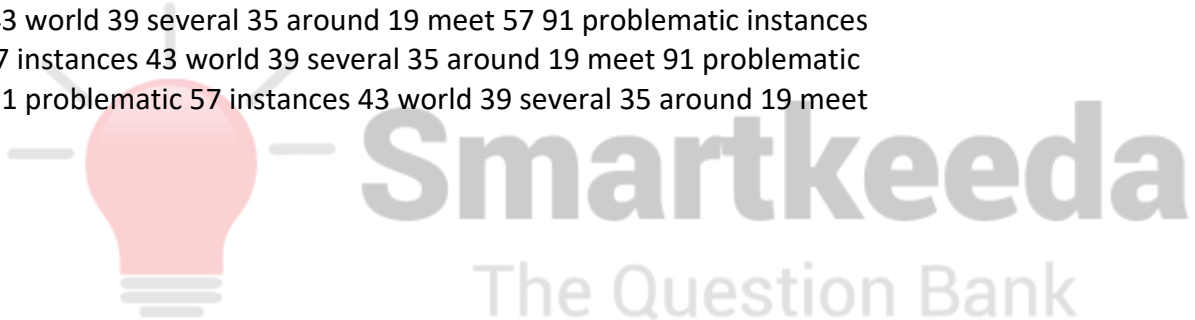 3 world 39 several 35 around 19 meet 57 91 problematic instances
7 instances 43 world 39 several 35 around 19 meet 91 problematic
1 problematic 57 instances 43 world 39 several 35 around 19 meet
Smartkeeda
The Question Bank